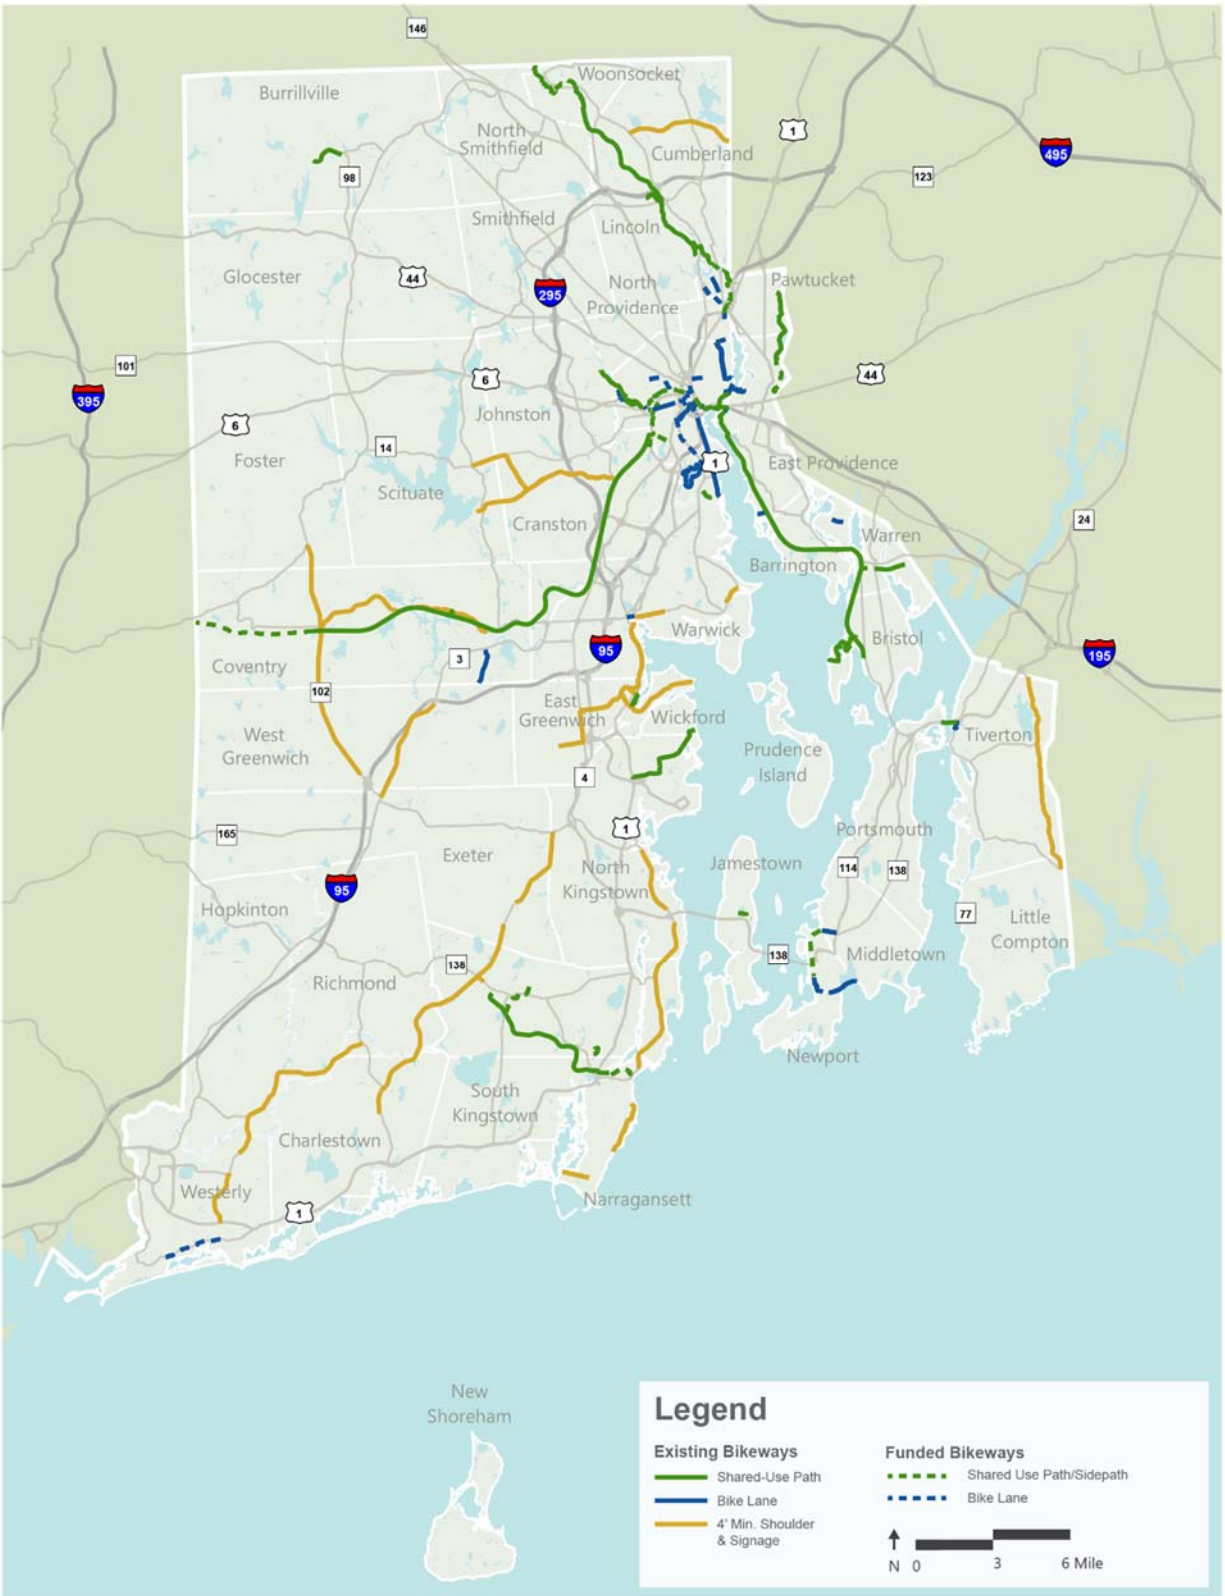 146
Woonsocket
Burrillville
1
North
Smithfield
495
Cumberland
98
123
Smithfield
Lincoln
Glocester
44
North
Providence
Pawtucket
295
101
6
44
395
Johnston
6
14
Foster
1
East Providence
Scituate
24
Cranston
Warren
Barrington
Warwick
Bristol
3
95
195
Coventry
102
East
Greenwich
Wickford
West
Greenwich
Tiverton
Prudence
Island
4
165
1
Portsmouth
Exeter
North
Kingstown
Jamestown
114
138
95
Hopkinton
77
Little
Compton
138
138
Middletown
Richmond
Newport
South
Kingstown
Charlestown
Westerly
Narragansett
1
New
Shoreham
Legend
Existing Bikeways
Shared-Use Path
Bike Lane
4' Min. Shoulder
& Signage
Funded Bikeways
Shared Use Path/Sidepath
Bike Lane
N 0 3 6 Mile